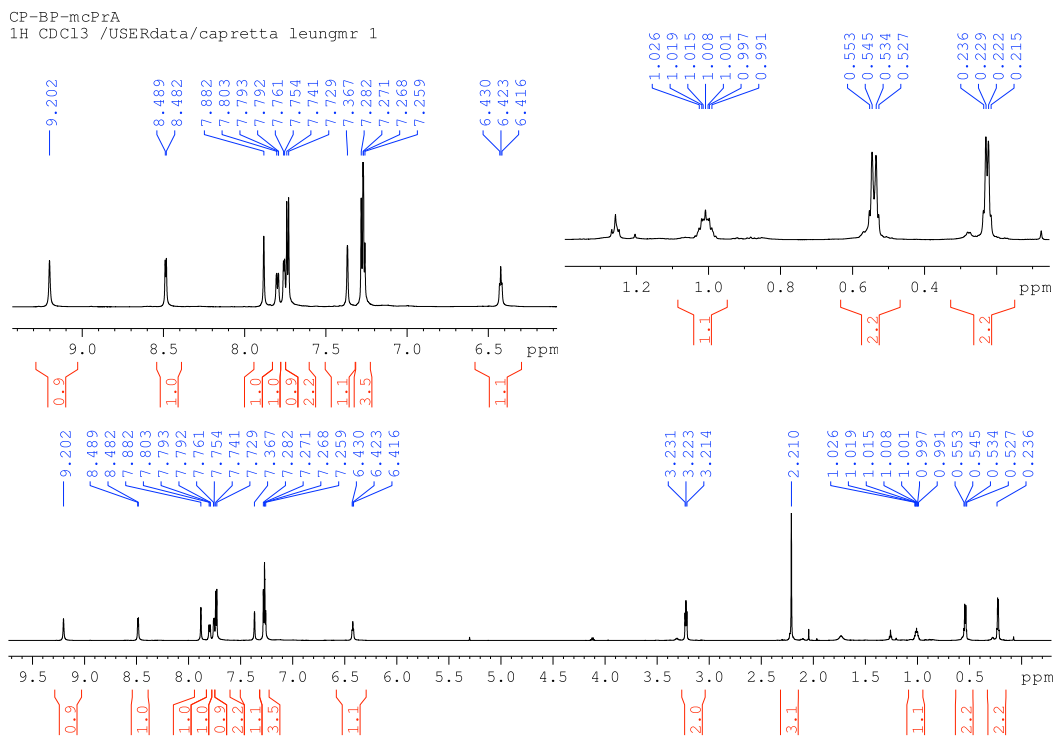 CP-BP-mcPrA
1H CDCl3 /USERdata/capretta leungmr 1
9.202 8.489 8.482 7.882 7.803 7.793 7.792 7.761 7.754 7.741 7.729 7.367 7.282 7.271 7.268 7.259 6.430 6.423 6.416
1.026 1.019 1.015 1.008 1.001 0.997 0.991 0.553 0.545 0.534 0.527 0.236 0.229 0.222 0.215
1.2 1.0 0.8 0.6 0.4 ppm
1.1 2.2 2.2
9.0 8.5 8.0 7.5 7.0 6.5 ppm
0.9 1.0 1.0 1.0 0.9 2.2 1.1 3.5 1.1
9.202 8.489 8.482 7.882 7.803 7.793 7.792 7.761 7.754 7.741 7.729 7.367 7.282 7.271 7.268 7.259 6.430 6.423 6.416 3.231 3.223 3.214 2.210 1.026 1.019 1.015 1.008 1.001 0.997 0.991 0.553 0.545 0.534 0.527 0.236
9.5 9.0 8.5 8.0 7.5 7.0 6.5 6.0 5.5 5.0 4.5 4.0 3.5 3.0 2.5 2.0 1.5 1.0 0.5 ppm
0.9 1.0 1.0 1.0 0.9 2.2 1.1 3.5 1.1 2.0 3.1 1.1 2.2 2.2